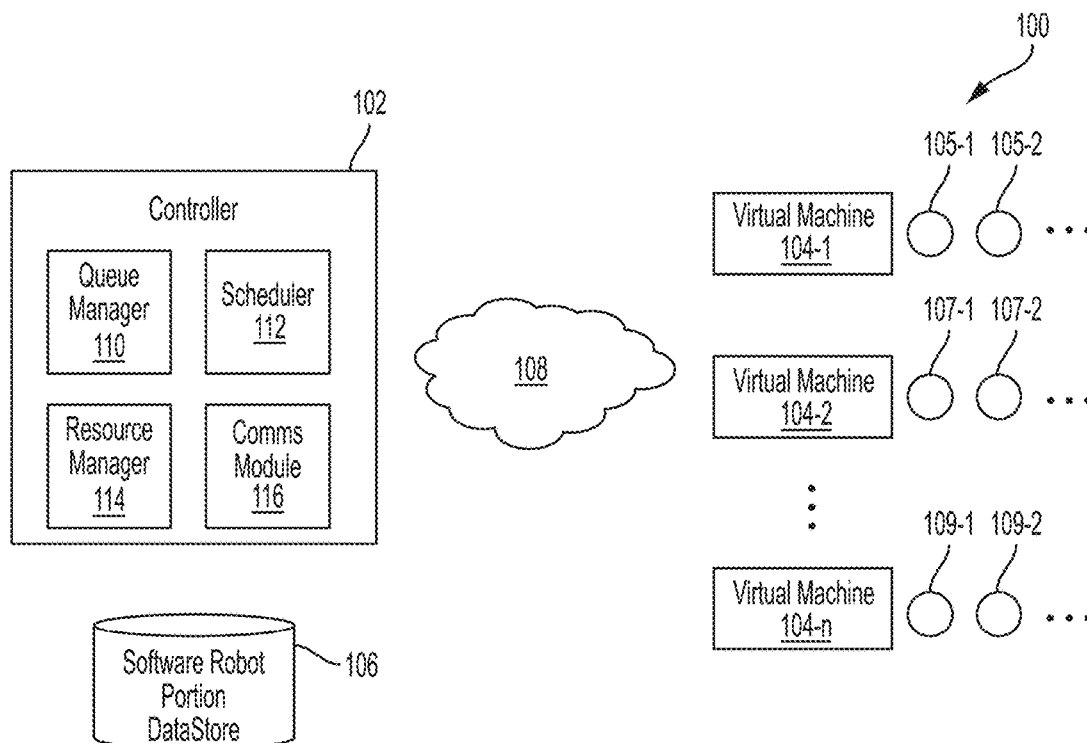 100
102
Controller
Queue
Manager
110
Scheduler
112
Resource
Manager
114
Comms
Module
116
108
105-1 105-2
Virtual Machine
104-1
107-1 107-2
Virtual Machine
104-2
109-1 109-2
Virtual Machine
104-n
Software Robot
Portion
DataStore
106